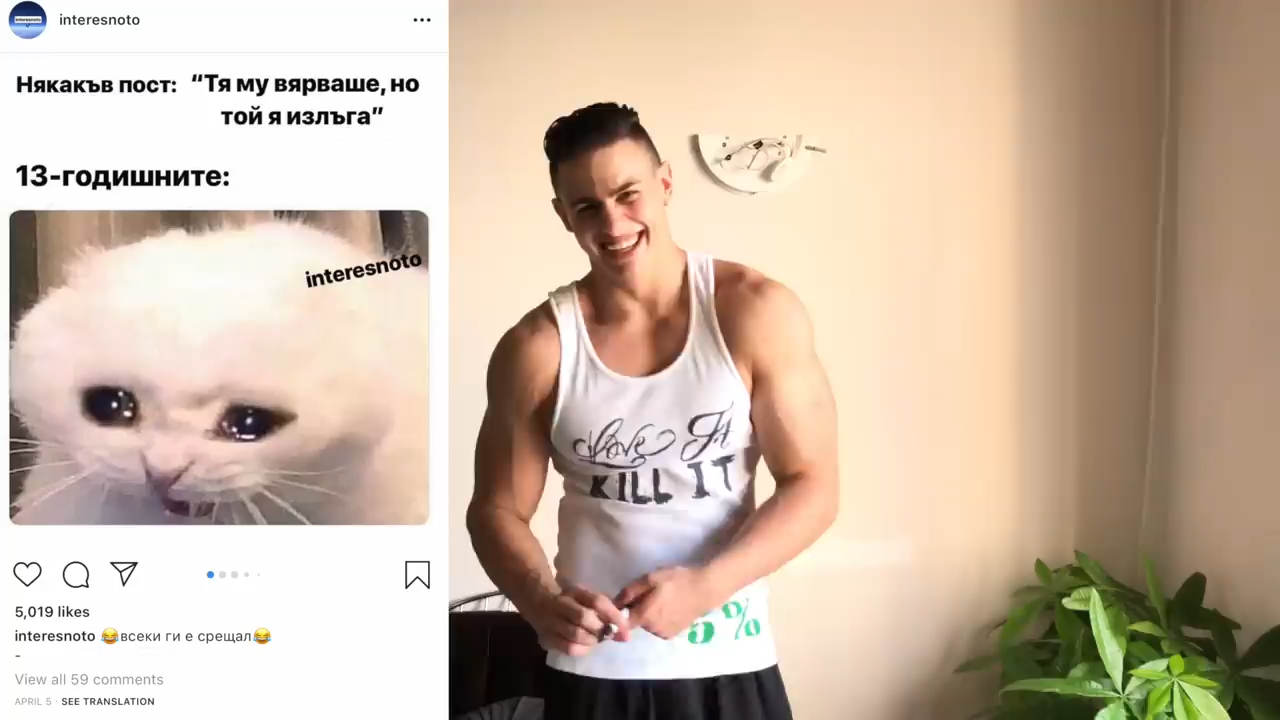 interesnoto
Някакъв пост: “Тя му вярваше, но
той я излъга”
13-годишните:
interesnoto
5,019 likes
interesnoto 😂всеки ги е срещал😂
-
View all 59 comments
APRIL 5 · SEE TRANSLATION
Love It
KILL IT
5%